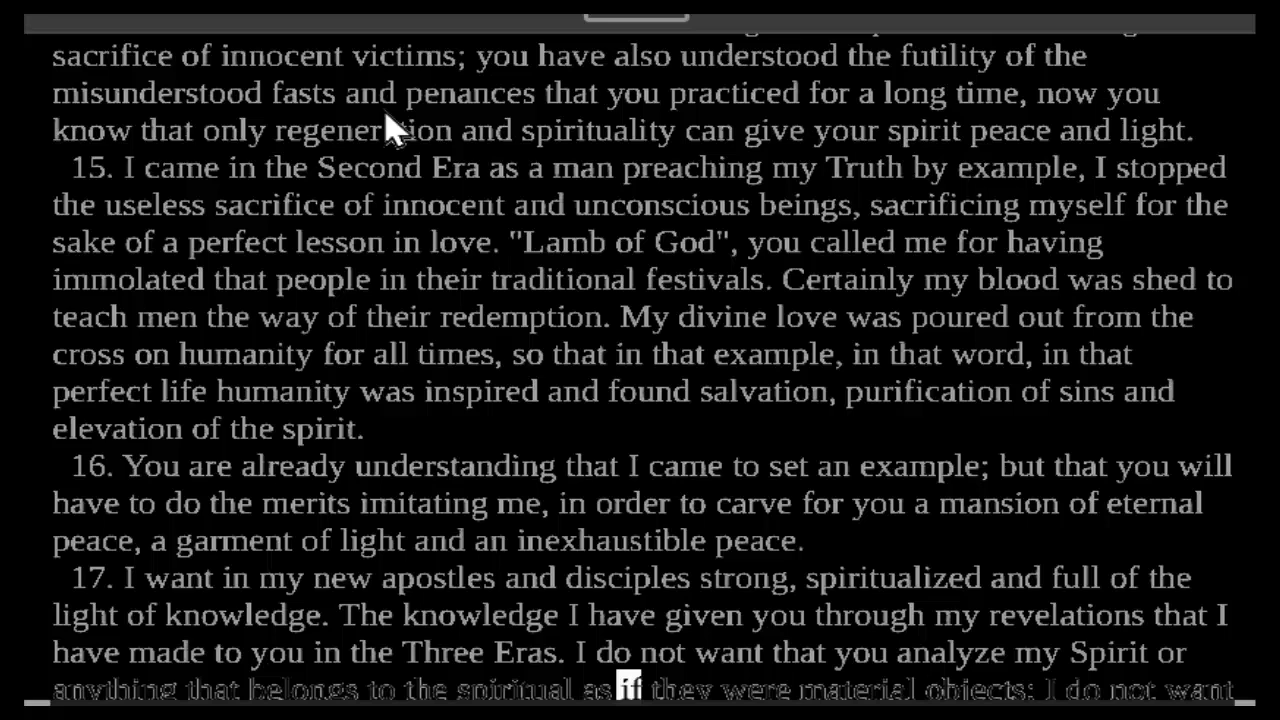 sacrifice of innocent victims; you have also understood the futility of the
misunderstood fasts and penances that you practiced for a long time, now you
know that only and spirituality can give your spirit peace and light.
15. I came in the Second Era as a man preaching my Truth by example, I stopped
the useless sacrifice of innocent and unconscious beings, sacrificing myself for the
sake of a perfect lesson in love. "Lamb of God", you called me for having
immolated that people in their traditional festivals. Certainly my blood was shed to
teach men the way of their redemption. My divine love was poured out from the
cross on humanity for all times, so that in that example, in that word, in that
perfect life humanity was inspired and found salvation, purification of sins and
elevation of the spirit.
16. You are already understanding that I came to set an example; but that you will
have to do the merits imitating me, in order to carve for you a mansion of eternal
peace, a garment of light and an inexhaustible peace.
17. I want in my new apostles and disciples strong, spiritualized and full of the
light of knowledge. The knowledge I have given you through my revelations that I
have made to you in the Three Eras. I do not want that you analyze my Spirit or
anything that belongs to the spiritual as if they were material objects; I do not want